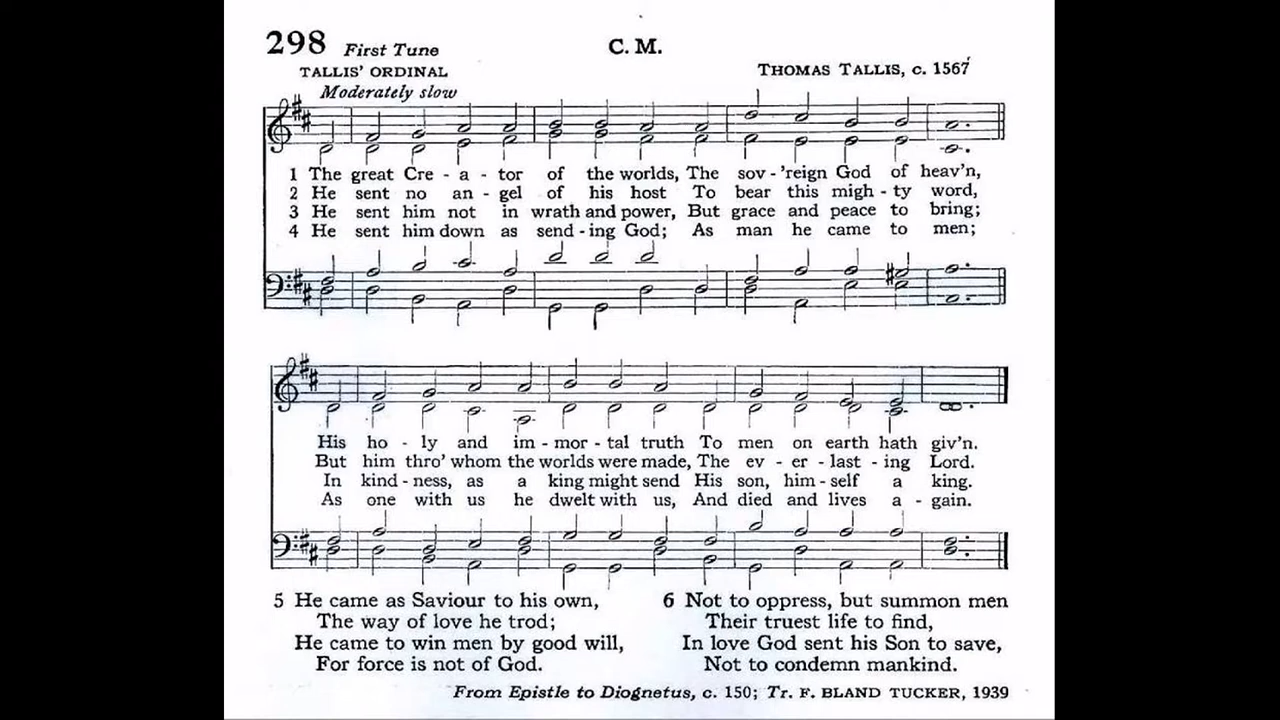 298 First Tune C. M.
TALLIS' ORDINAL THOMAS TALLIS, c. 1567
Moderately slow
1 The great Cre - a - tor of the worlds, The sov - 'reign God of heav'n,
2 He sent no an - gel of his host To bear this migh - ty word,
3 He sent him not in wrath and power, But grace and peace to bring;
4 He sent him down as send - ing God; As man he came to men;
His ho - ly and im - mor - tal truth To men on earth hath giv'n.
But him thro' whom the worlds were made, The ev - er - last - ing Lord.
In kind - ness, as a king might send His son, him - self a king.
As one with us he dwelt with us, And died and lives a - gain.
5 He came as Saviour to his own,
The way of love he trod;
He came to win men by good will,
For force is not of God.
6 Not to oppress, but summon men
Their truest life to find,
In love God sent his Son to save,
Not to condemn mankind.
From Epistle to Diognetus, c. 150; Tr. F. BLAND TUCKER, 1939